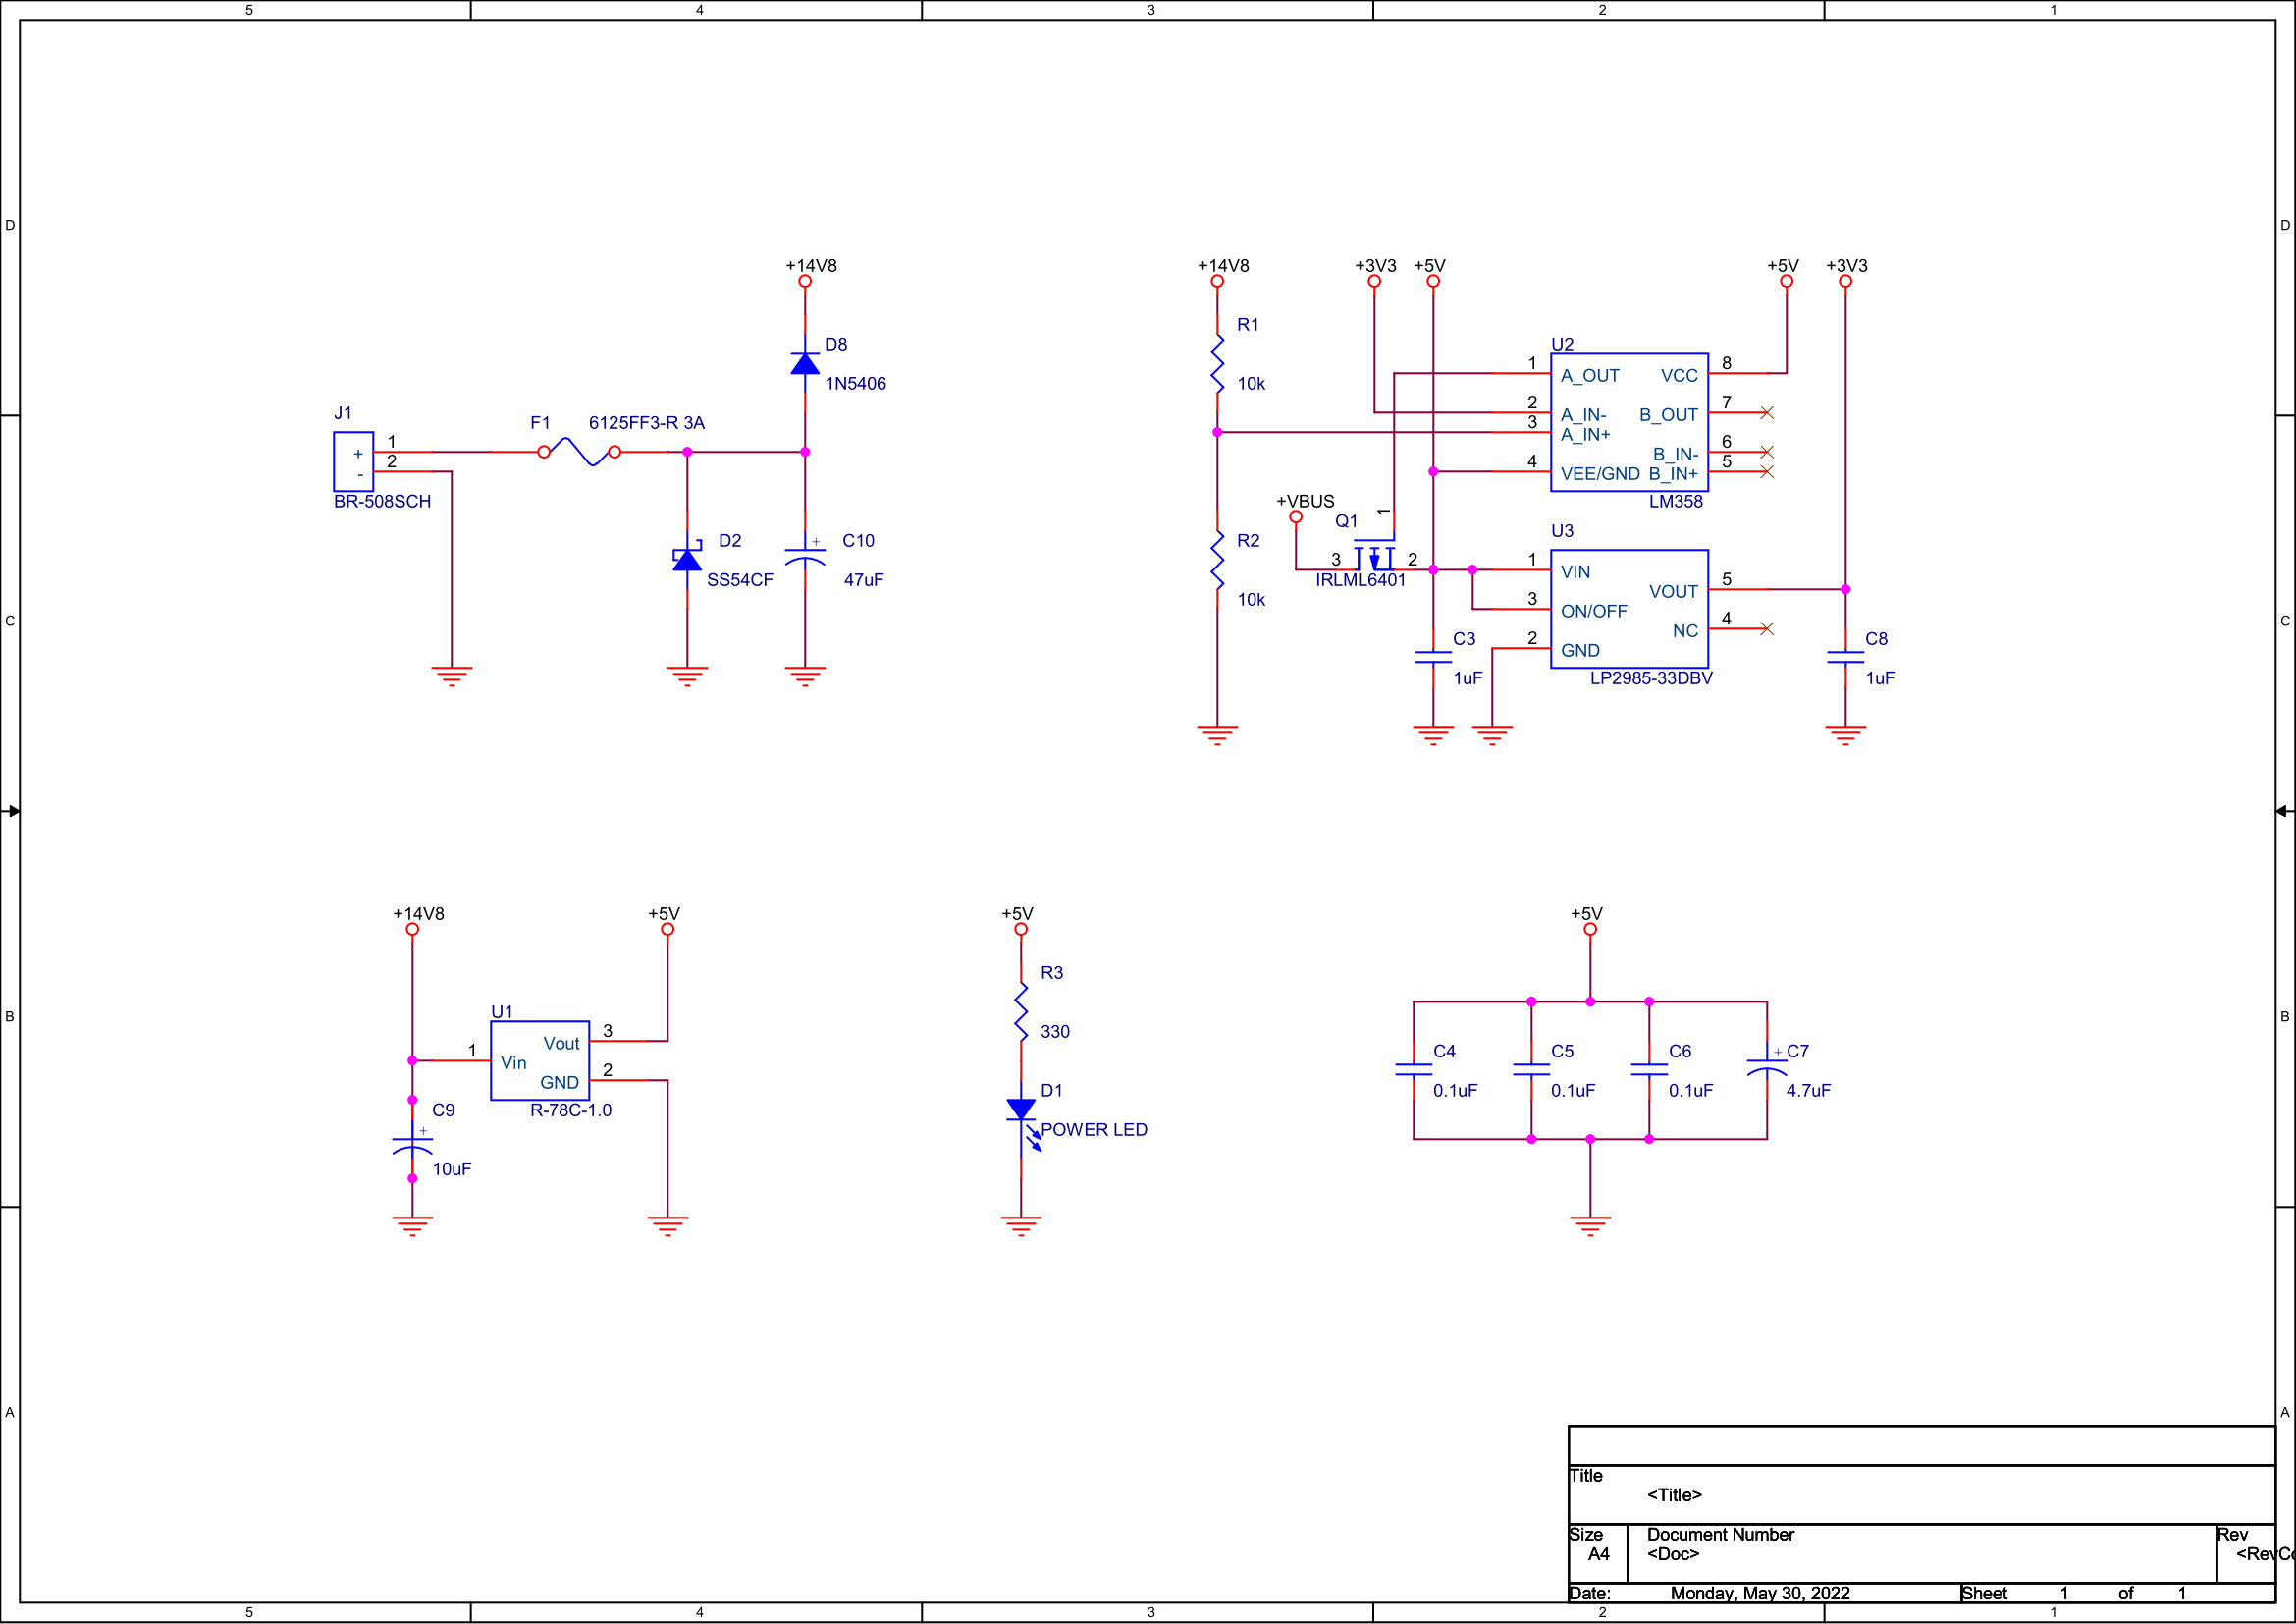 5 4 3 2 1
D D
+14V8 +14V8 +3V3 +5V +5V +3V3
R1
D8 U2
10k 1 A_OUT VCC 8
1N5406
2 A_IN- B_OUT 7
J1 F1 6125FF3-R 3A 3 A_IN+
+ 1 B_IN- 6
- 2 4 VEE/GND B_IN+ 5
BR-508SCH +VBUS LM358
Q1 1
D2 C10 R2 U3
3 2 1 VIN
SS54CF 47uF IRLML6401 VOUT 5
10k 3 ON/OFF
C NC 4 C
C3 2 GND C8
1uF LP2985-33DBV 1uF
+14V8 +5V +5V +5V
R3
U1
B 3 330 B
1 Vin Vout C4 C5 C6 + C7
GND 2 D1 0.1uF 0.1uF 0.1uF 4.7uF
C9 R-78C-1.0
+ POWER LED
10uF
A A
Title
<Title>
Size Document Number Rev
A4 <Doc> <RevCo
Date: Monday, May 30, 2022 Sheet 1 of 1
5 4 3 2 1